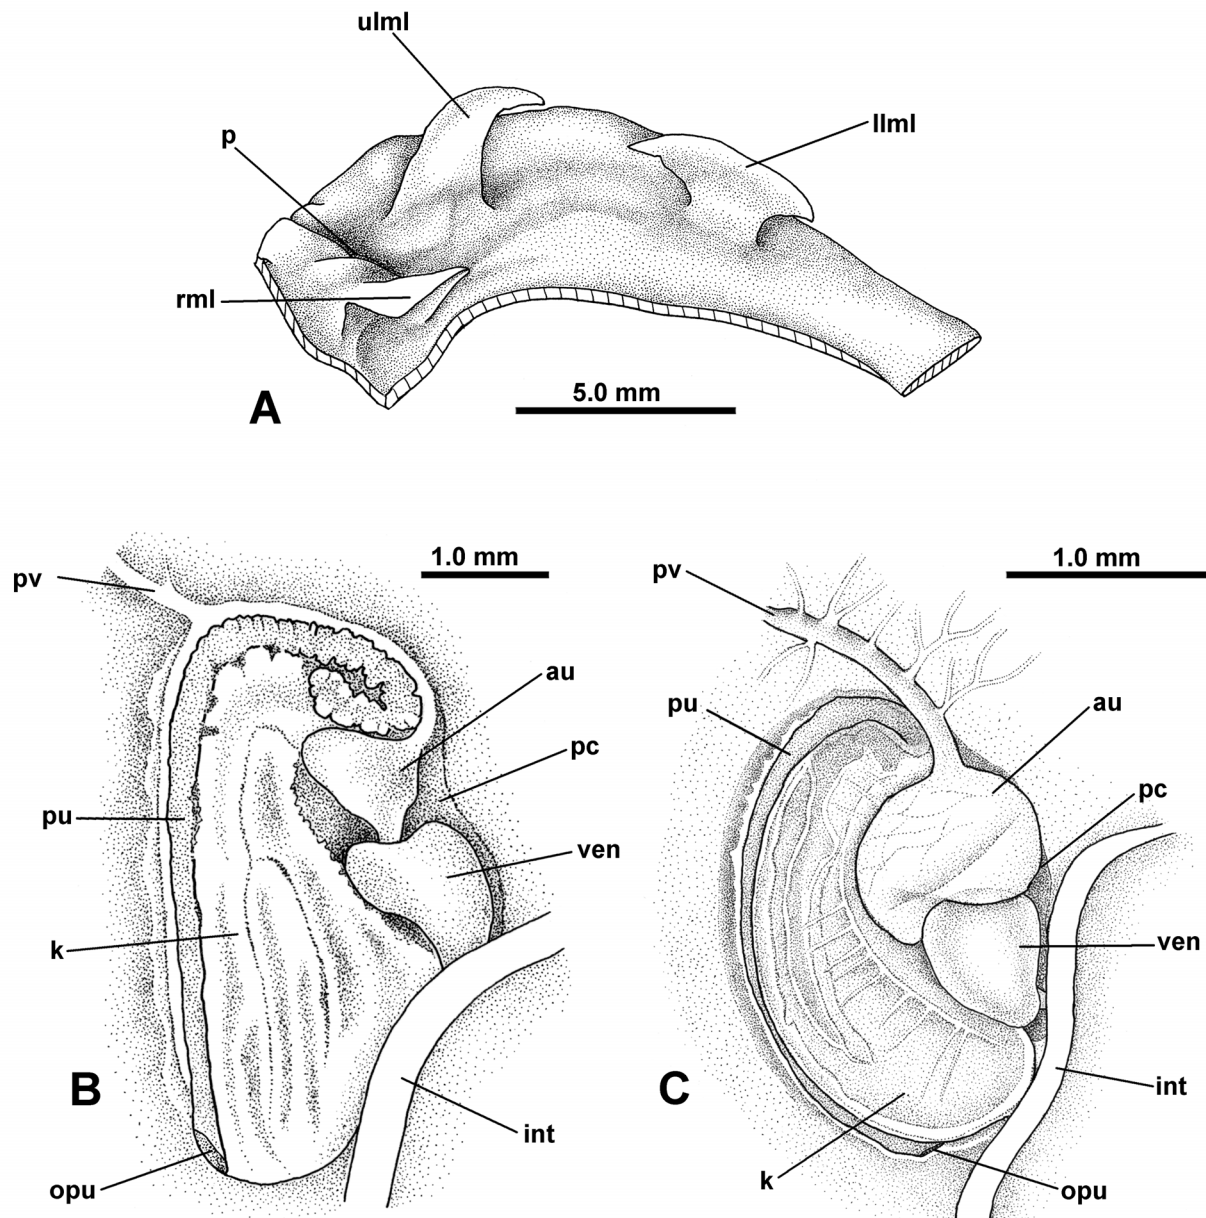 ulml
p
llml
rml
A
5.0 mm
1.0 mm
pv
au
pc
pu
ven
k
B
int
opu
1.0 mm
pv
pu
au
pc
ven
C
int
k
opu